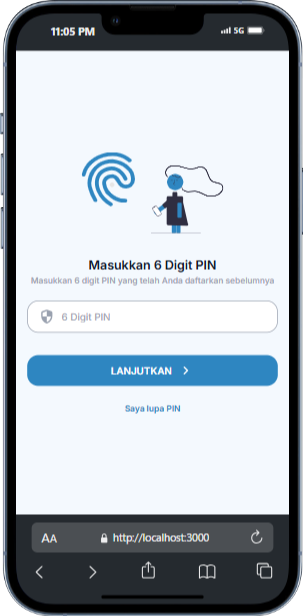 11:05 PM
5G
Masukkan 6 Digit PIN
Masukkan 6 digit PIN yang telah Anda daftarkan sebelumnya
6 Digit PIN
LANJUTKAN
Saya lupa PIN
AA
http://localhost:3000